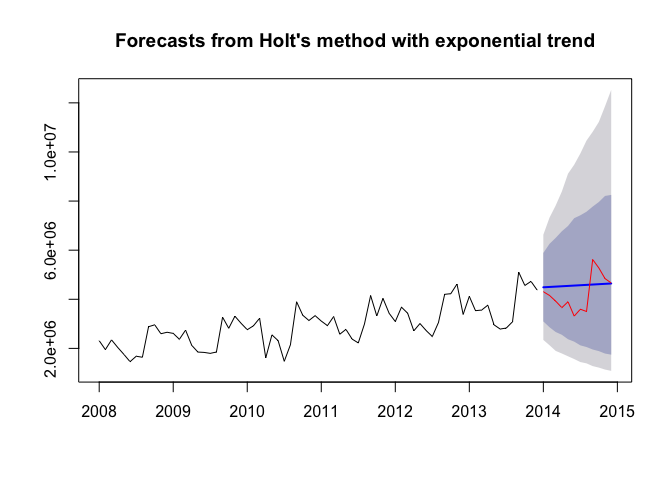 Forecasts from Holt's method with exponential trend
1.0e+07
6.0e+06
2.0e+06
2008 2009 2010 2011 2012 2013 2014 2015